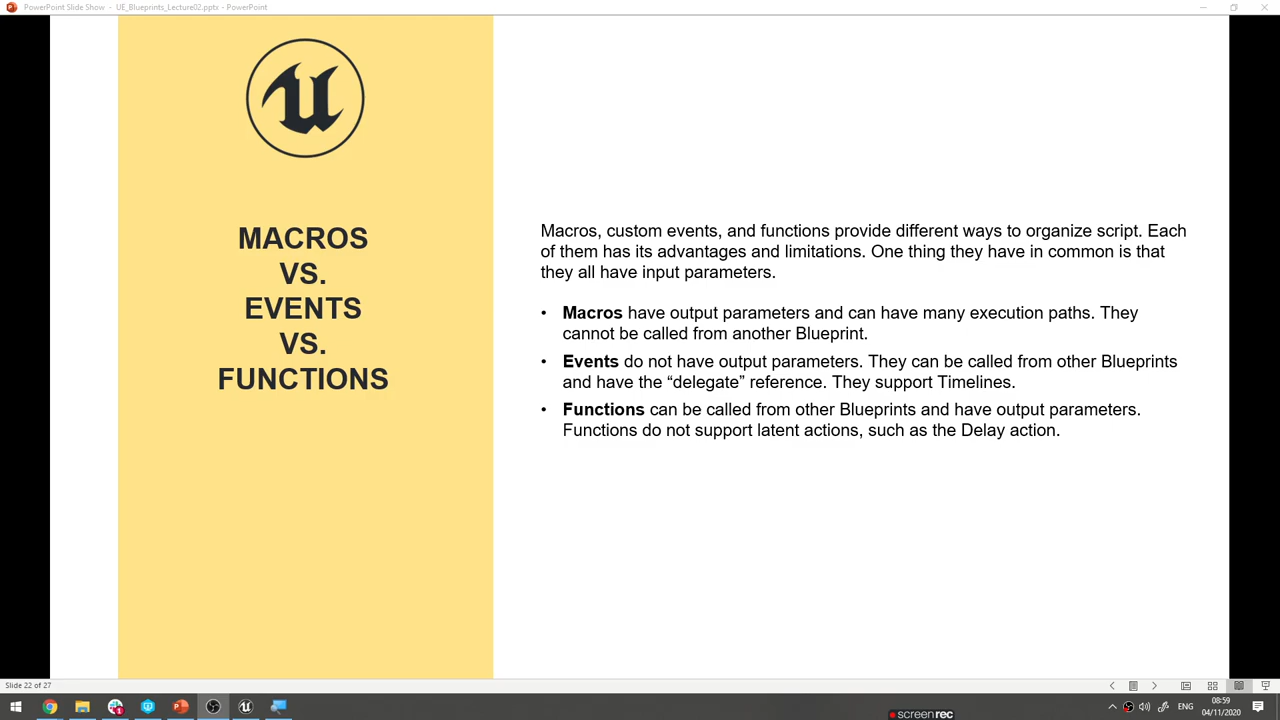 PowerPoint Slide Show - UE_Blueprints_Lecture02.pptx - PowerPoint
MACROS
VS.
EVENTS
VS.
FUNCTIONS
Macros, custom events, and functions provide different ways to organize script. Each
of them has its advantages and limitations. One thing they have in common is that
they all have input parameters.
• Macros have output parameters and can have many execution paths. They
cannot be called from another Blueprint.
• Events do not have output parameters. They can be called from other Blueprints
and have the “delegate” reference. They support Timelines.
• Functions can be called from other Blueprints and have output parameters.
Functions do not support latent actions, such as the Delay action.
Slide 22 of 27
ENG
08:59
04/11/2020
screenrec